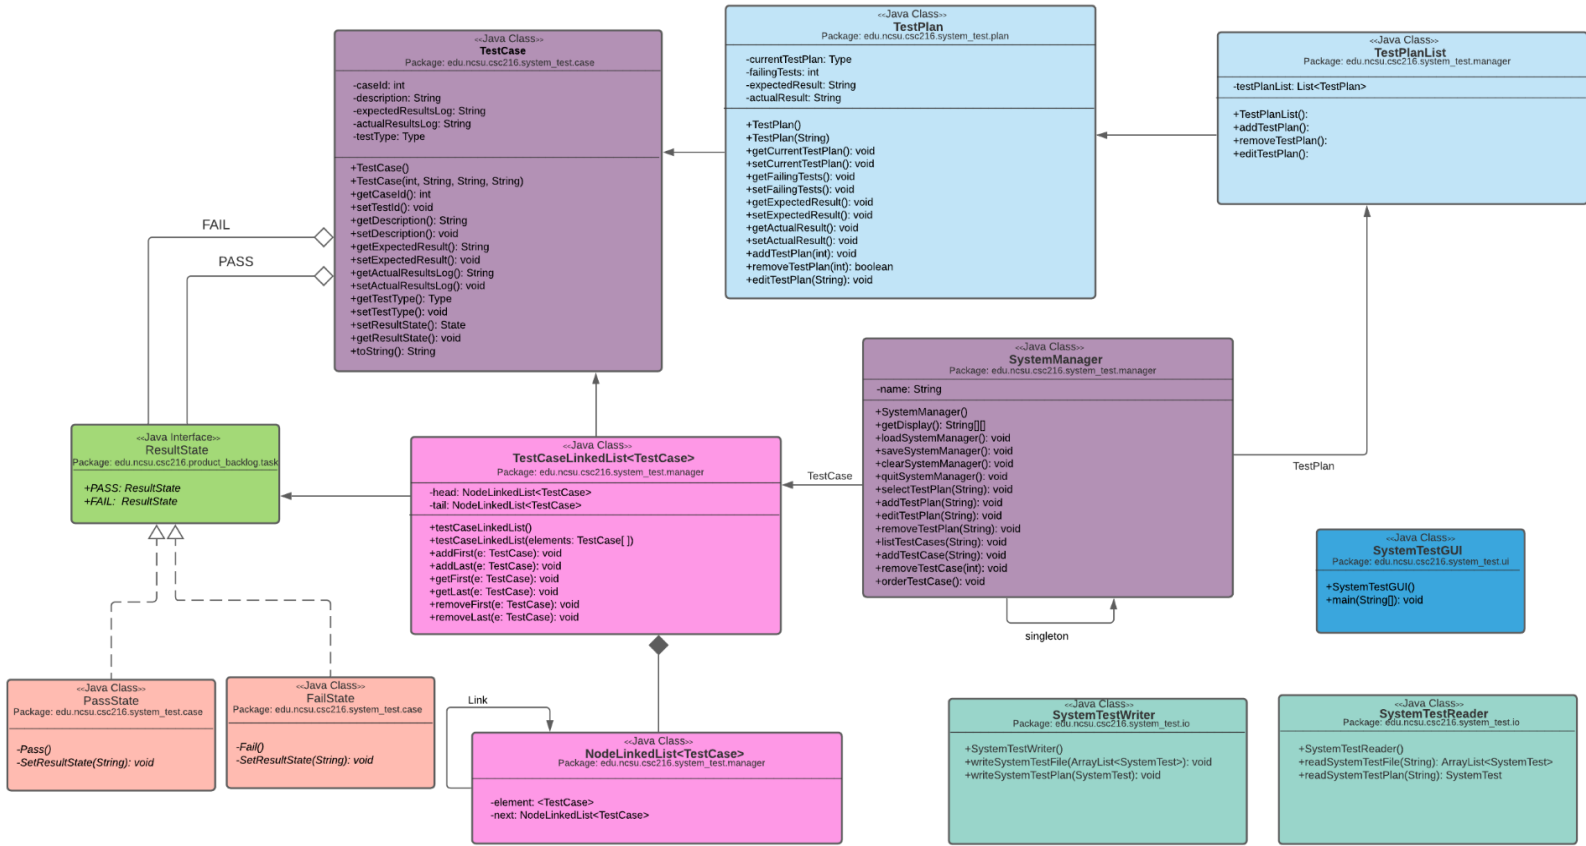 <<Java Class>>
TestCase
Package: edu.ncsu.csc216.system_test.case
-caseId: int
-description: String
-expectedResultsLog: String
-actualResultsLog: String
-testType: Type
+TestCase()
+TestCase(int, String, String, String)
+getCaseId(): int
+setTestId(): void
+getDescription(): String
+setDescription(): void
+getExpectedResult(): String
+setExpectedResult(): void
+getActualResultsLog(): String
+setActualResultsLog(): void
+getTestType(): Type
+setTestType(): void
+setResultState(): State
+getResultState(): void
+toString(): String
<<Java Class>>
TestPlan
Package: edu.ncsu.csc216.system_test.plan
-currentTestPlan: Type
-failingTests: int
-expectedResult: String
-actualResult: String
+TestPlan()
+TestPlan(String)
+getCurrentTestPlan(): void
+setCurrentTestPlan(): void
+getFailingTests(): void
+setFailingTests(): void
+getExpectedResult(): void
+setExpectedResult(): void
+getActualResult(): void
+setActualResult(): void
+addTestPlan(int): void
+removeTestPlan(int): boolean
+editTestPlan(String): void
<<Java Class>>
TestPlanList
Package: edu.ncsu.csc216.system_test.manager
-testPlanList: List<TestPlan>
+TestPlanList():
+addTestPlan():
+removeTestPlan():
+editTestPlan():
FAIL
PASS
<<Java Class>>
SystemManager
Package: edu.ncsu.csc216.system_test.manager
-name: String
+SystemManager()
+getDisplay(): String[][]
+loadSystemManager(): void
+saveSystemManager(): void
+clearSystemManager(): void
+quitSystemManager(): void
+selectTestPlan(String): void
+addTestPlan(String): void
+editTestPlan(String): void
+removeTestPlan(String): void
+listTestCases(String): void
+addTestCase(String): void
+removeTestCase(int): void
+orderTestCase(): void
TestPlan
TestCase
singleton
<<Java Interface>>
ResultState
Package: edu.ncsu.csc216.product_backlog.task
+PASS: ResultState
+FAIL: ResultState
<<Java Class>>
TestCaseLinkedList<TestCase>
Package: edu.ncsu.csc216.system_test.manager
-head: NodeLinkedList<TestCase>
-tail: NodeLinkedList<TestCase>
+testCaseLinkedList()
+testCaseLinkedList(elements: TestCase[ ])
+addFirst(e: TestCase): void
+addLast(e: TestCase): void
+getFirst(e: TestCase): void
+getLast(e: TestCase): void
+removeFirst(e: TestCase): void
+removeLast(e: TestCase): void
<<Java Class>>
SystemTestGUI
Package: edu.ncsu.csc216.system_test.ui
+SystemTestGUI()
+main(String[]): void
<<Java Class>>
PassState
Package: edu.ncsu.csc216.system_test.case
-Pass()
-SetResultState(String): void
<<Java Class>>
FailState
Package: edu.ncsu.csc216.system_test.case
-Fail()
-SetResultState(String): void
Link
<<Java Class>>
NodeLinkedList<TestCase>
Package: edu.ncsu.csc216.system_test.manager
-element: <TestCase>
-next: NodeLinkedList<TestCase>
<<Java Class>>
SystemTestWriter
Package: edu.ncsu.csc216.system_test.io
+SystemTestWriter()
+writeSystemTestFile(ArrayList<SystemTest>): void
+writeSystemTestPlan(SystemTest): void
<<Java Class>>
SystemTestReader
Package: edu.ncsu.csc216.system_test.io
+SystemTestReader()
+readSystemTestFile(String): ArrayList<SystemTest>
+readSystemTestPlan(String): SystemTest